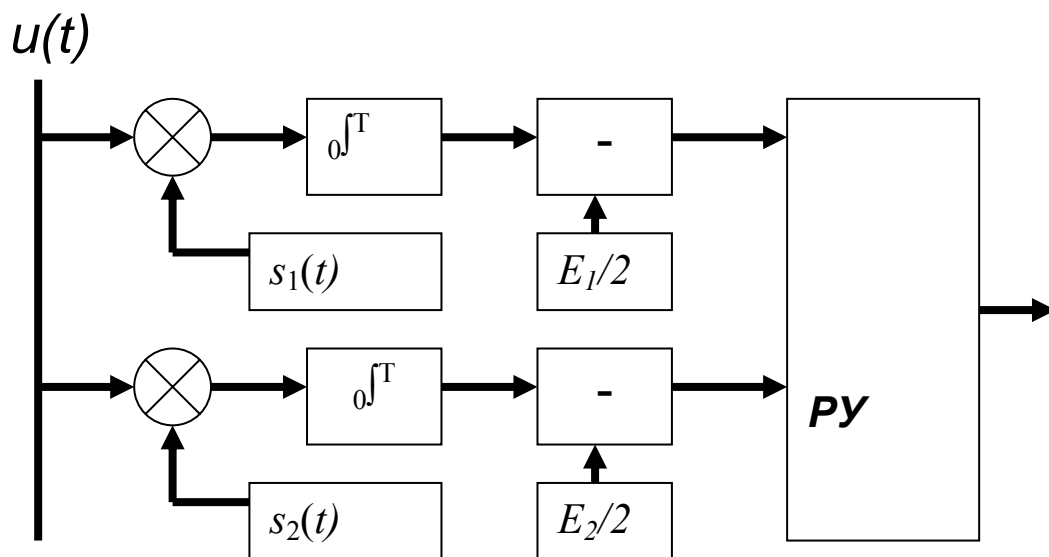 u(t)
₀∫ᵀ
-
s₁(t)
E₁/2
₀∫ᵀ
-
РУ
s₂(t)
E₂/2